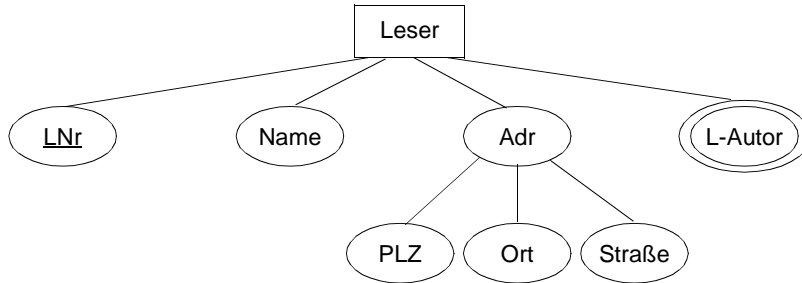 Leser
LNr
Name
Adr
L-Autor
PLZ
Ort
Straße